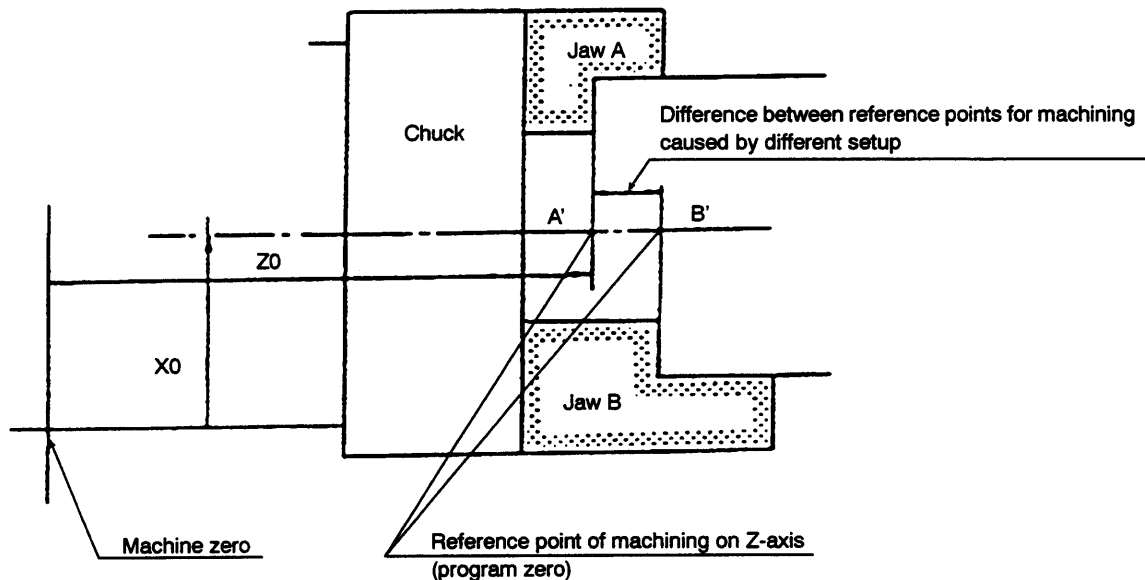 Jaw A
Difference between reference points for machining
caused by different setup
Chuck
A'
B'
Z0
X0
Jaw B
Machine zero
Reference point of machining on Z-axis
(program zero)